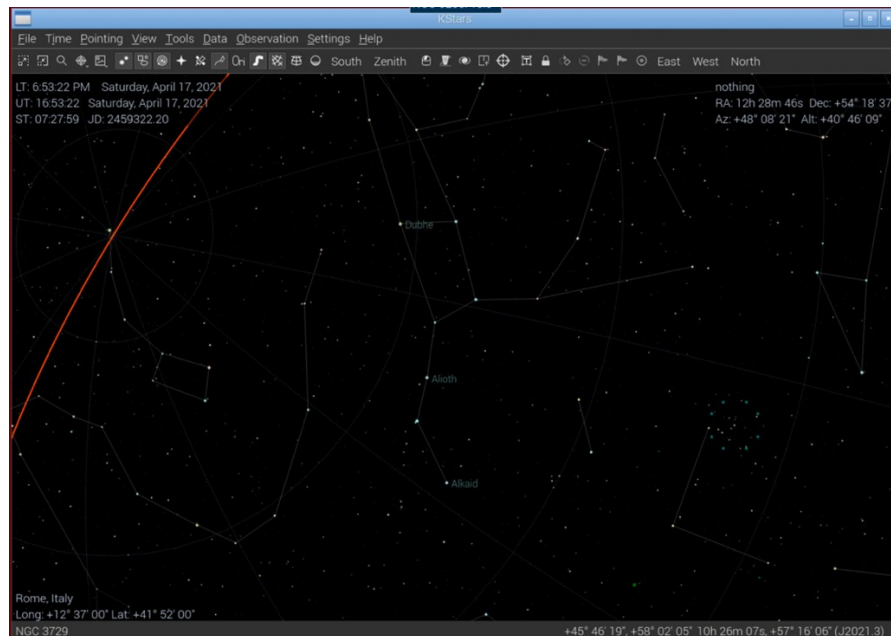 KStars
File Time Pointing View Tools Data Observation Settings Help
South Zenith East West North
LT: 6:53:22 PM Saturday, April 17, 2021
UT: 16:53:22 Saturday, April 17, 2021
ST: 07:27:59 JD: 2459322.20
nothing
RA: 12h 28m 46s Dec: +54° 18' 37
Az: +48° 08' 21" Alt: +40° 46' 09"
Dubhe
Alioth
Alkaid
Rome, Italy
Long: +12° 37' 00" Lat: +41° 52' 00"
NGC 3729 +45° 46' 19", +58° 02' 05" 10h 26m 07s, +57° 16' 06" (J2021.3)